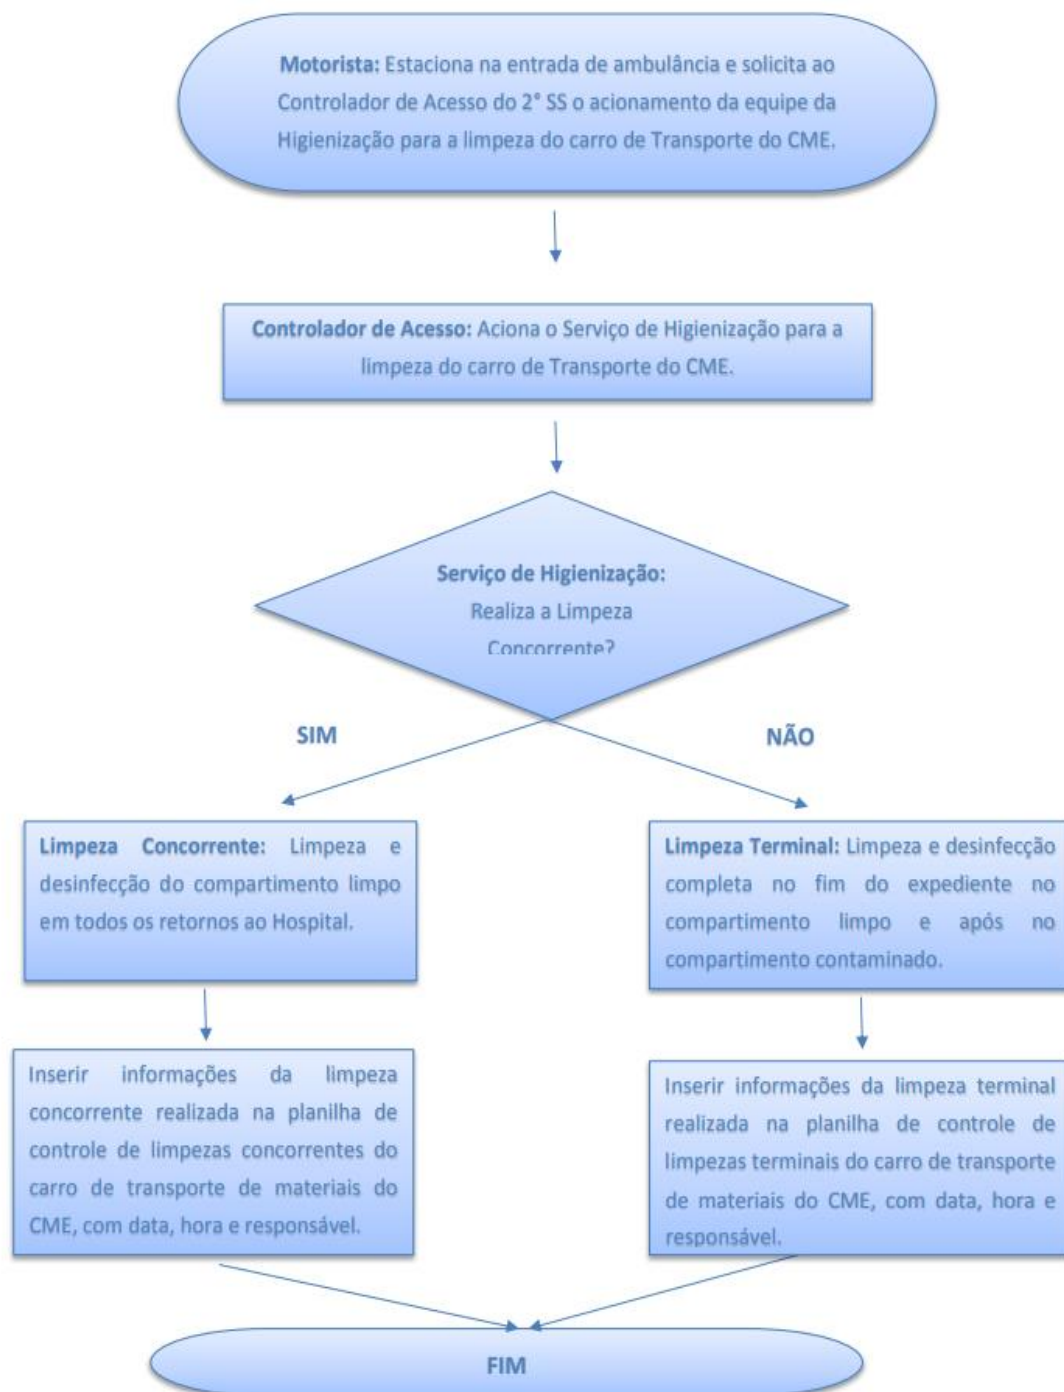 Motorista: Estaciona na entrada de ambulância e solicita ao
Controlador de Acesso do 2° SS o acionamento da equipe da
Higienização para a limpeza do carro de Transporte do CME.
Controlador de Acesso: Aciona o Serviço de Higienização para a
limpeza do carro de Transporte do CME.
Serviço de Higienização:
Realiza a Limpeza
Concorrente?
SIM
NÃO
Limpeza Concorrente: Limpeza e
desinfecção do compartimento limpo
em todos os retornos ao Hospital.
Limpeza Terminal: Limpeza e desinfecção
completa no fim do expediente no
compartimento limpo e após no
compartimento contaminado.
Inserir informações da limpeza
concorrente realizada na planilha de
controle de limpezas concorrentes do
carro de transporte de materiais do
CME, com data, hora e responsável.
Inserir informações da limpeza terminal
realizada na planilha de controle de
limpezas terminais do carro de transporte
de materiais do CME, com data, hora e
responsável.
FIM